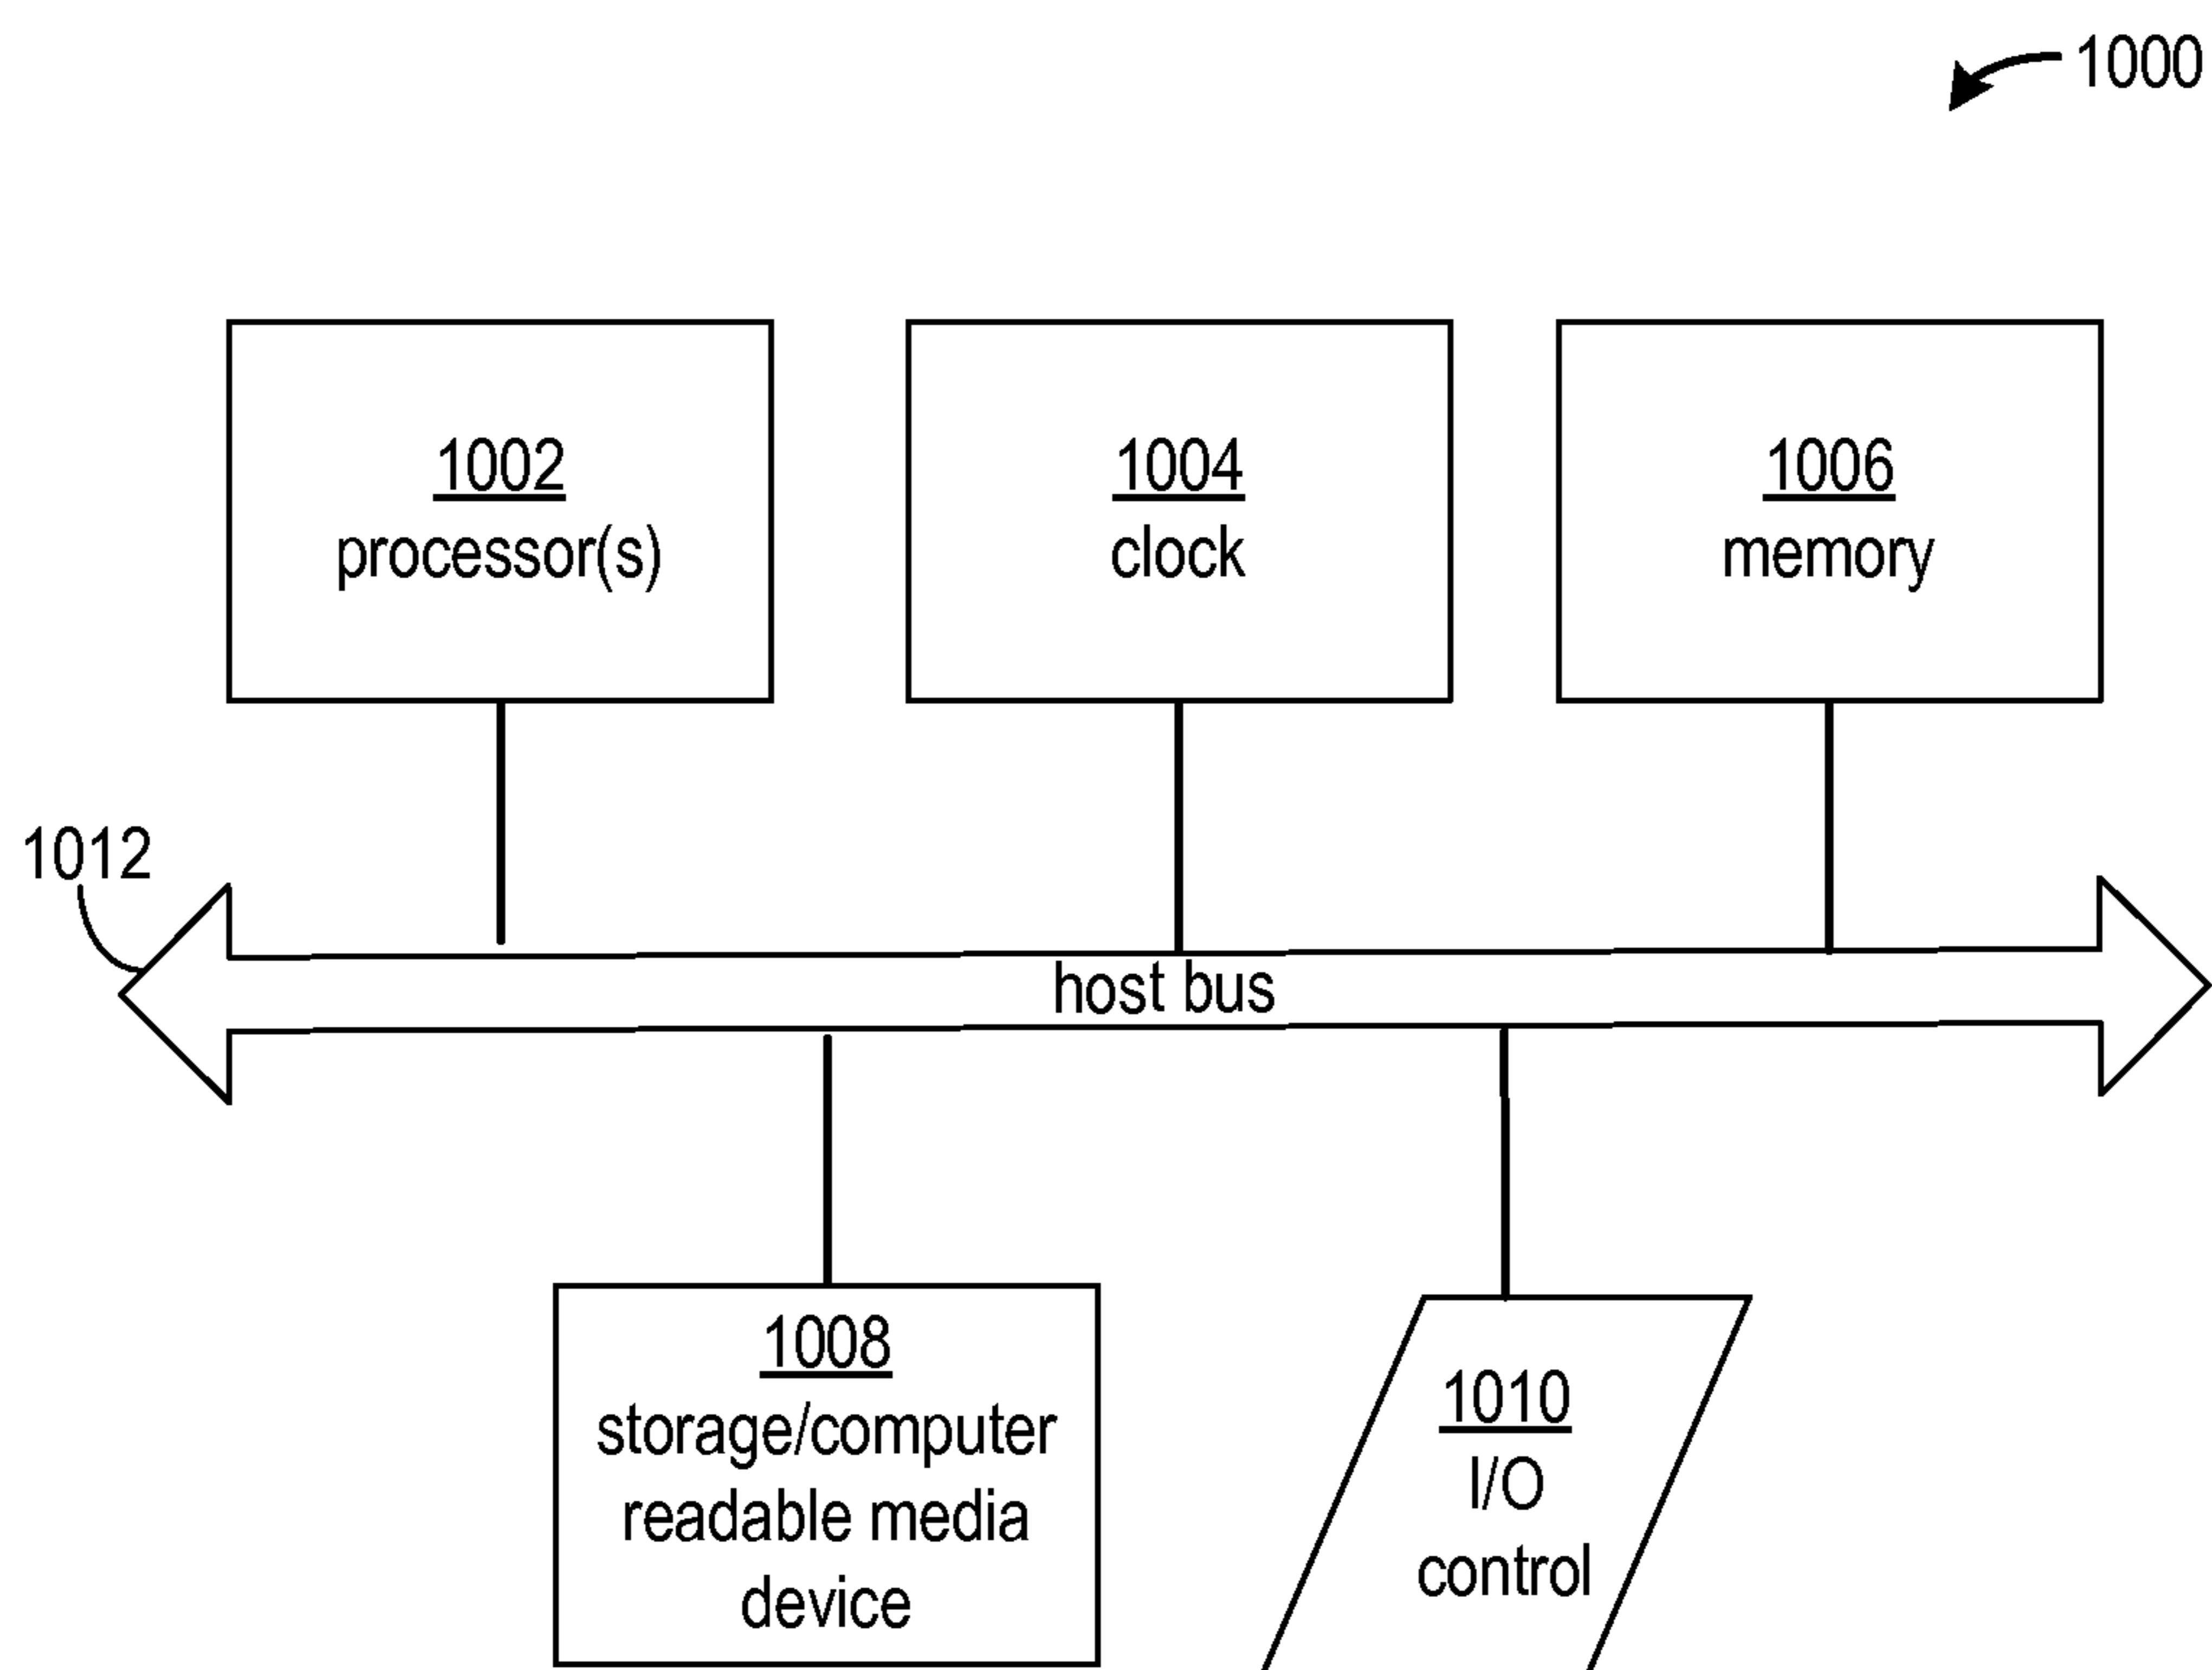 1000
1002
processor(s)
1004
clock
1006
memory
1012
host bus
1008
storage/computer
readable media
device
1010
I/O
control